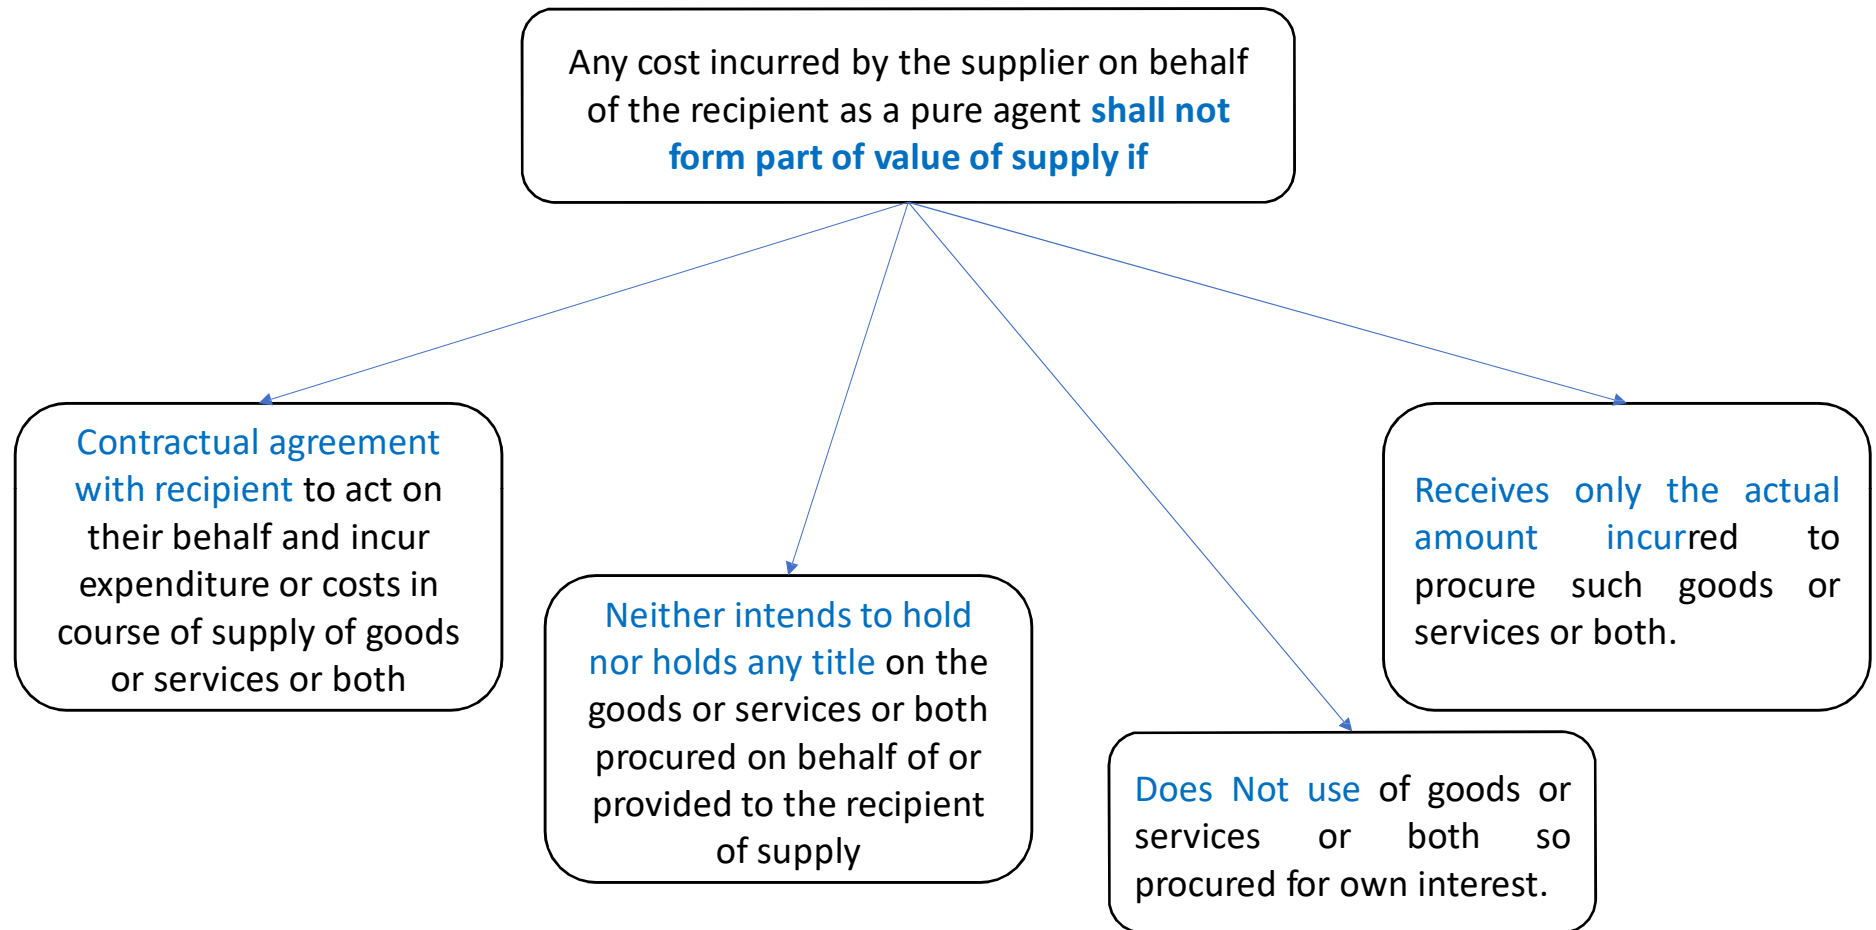 Any cost incurred by the supplier on behalf
of the recipient as a pure agent shall not
form part of value of supply if
Contractual agreement
with recipient to act on
their behalf and incur
expenditure or costs in
course of supply of goods
or services or both
Neither intends to hold
nor holds any title on the
goods or services or both
procured on behalf of or
provided to the recipient
of supply
Does Not use of goods or
services or both so
procured for own interest.
Receives only the actual
amount incurred to
procure such goods or
services or both.